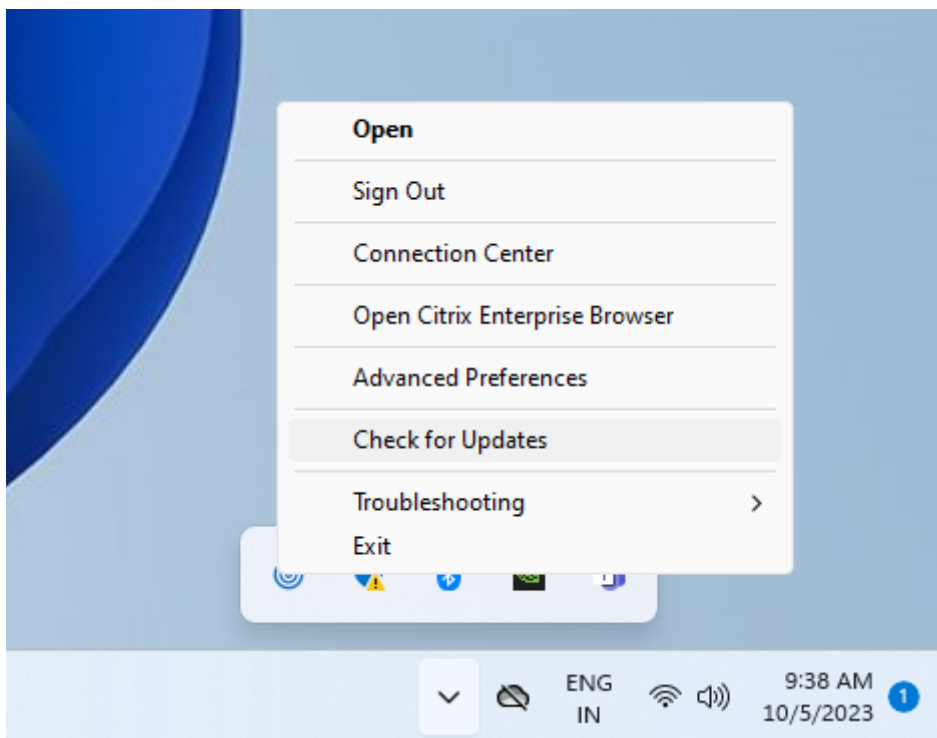 Open
Sign Out
Connection Center
Open Citrix Enterprise Browser
Advanced Preferences
Check for Updates
Troubleshooting
Exit
ENG
IN
9:38 AM
10/5/2023
1